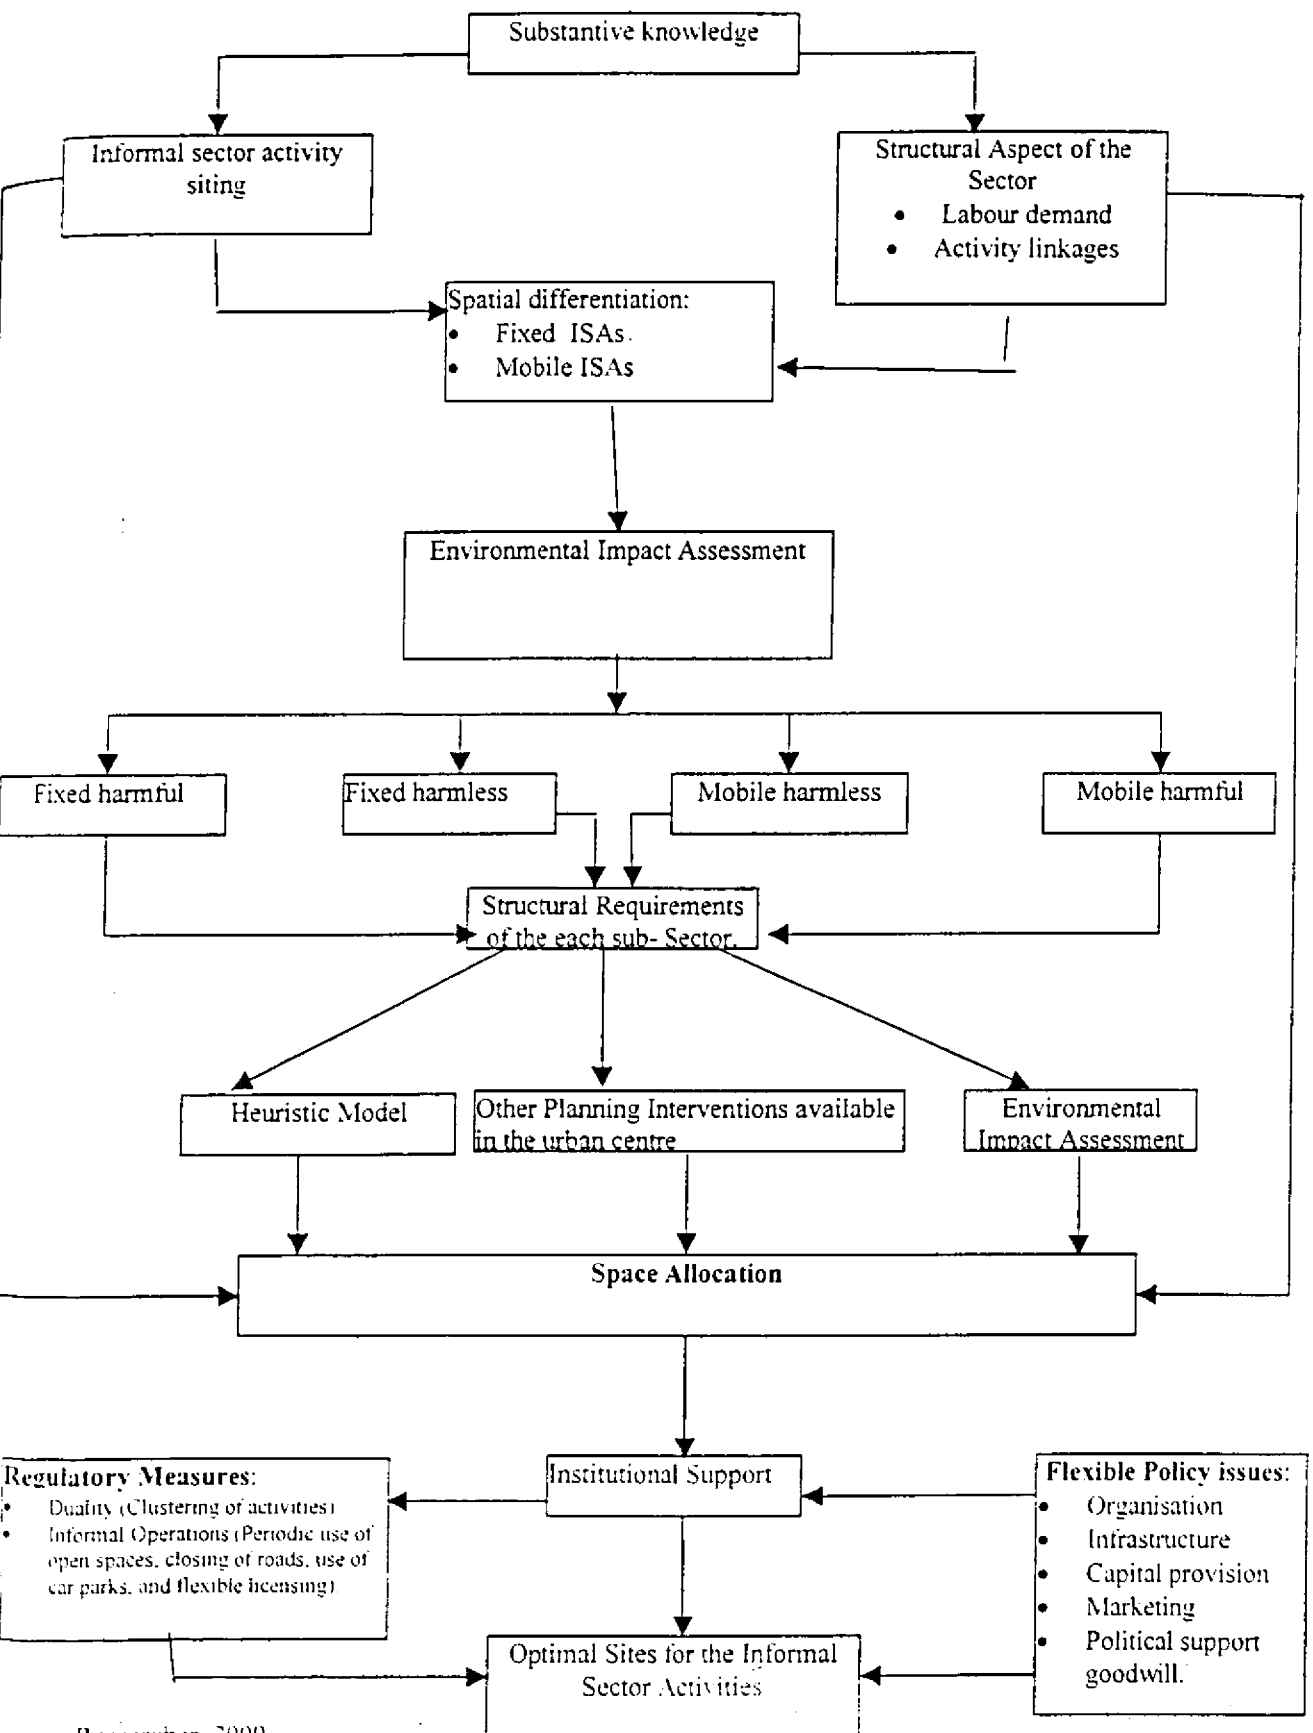 Substantive knowledge
Informal sector activity
siting
Structural Aspect of the
Sector
• Labour demand
• Activity linkages
Spatial differentiation:
• Fixed ISAs.
• Mobile ISAs
Environmental Impact Assessment
Fixed harmful
Fixed harmless
Mobile harmless
Mobile harmful
Structural Requirements
of the each sub- Sector.
Heuristic Model
Other Planning Interventions available
in the urban centre
Environmental
Impact Assessment
Space Allocation
Regulatory Measures:
• Duality (Clustering of activities)
• Informal Operations (Periodic use of
open spaces, closing of roads, use of
car parks, and flexible licensing)
Institutional Support
Flexible Policy issues:
• Organisation
• Infrastructure
• Capital provision
• Marketing
• Political support
goodwill.
Optimal Sites for the Informal
Sector Activities